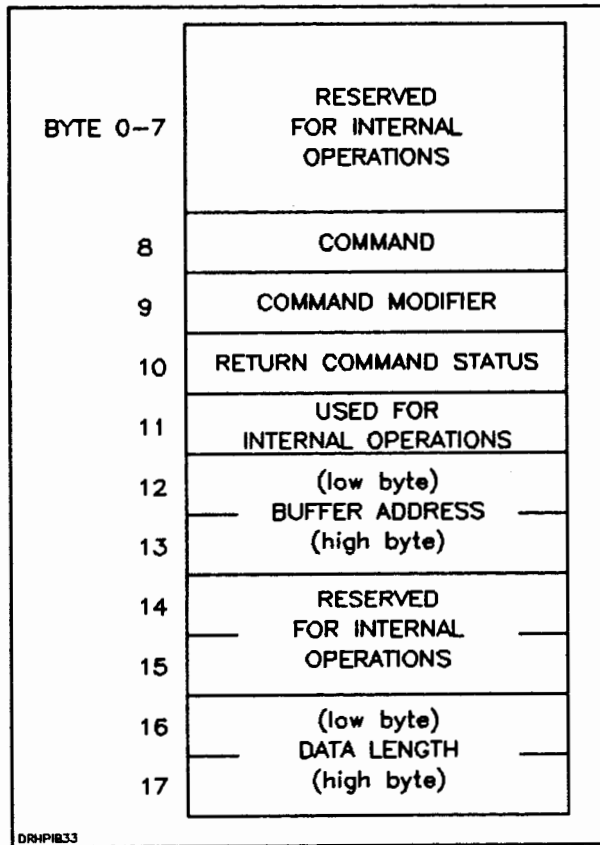 RESERVED
BYTE 0-7 FOR INTERNAL
OPERATIONS
8 COMMAND
9 COMMAND MODIFIER
10 RETURN COMMAND STATUS
USED FOR
11 INTERNAL OPERATIONS
12 (low byte)
BUFFER ADDRESS
13 (high byte)
14 RESERVED
FOR INTERNAL
15 OPERATIONS
16 (low byte)
DATA LENGTH
17 (high byte)
DRHPIB33